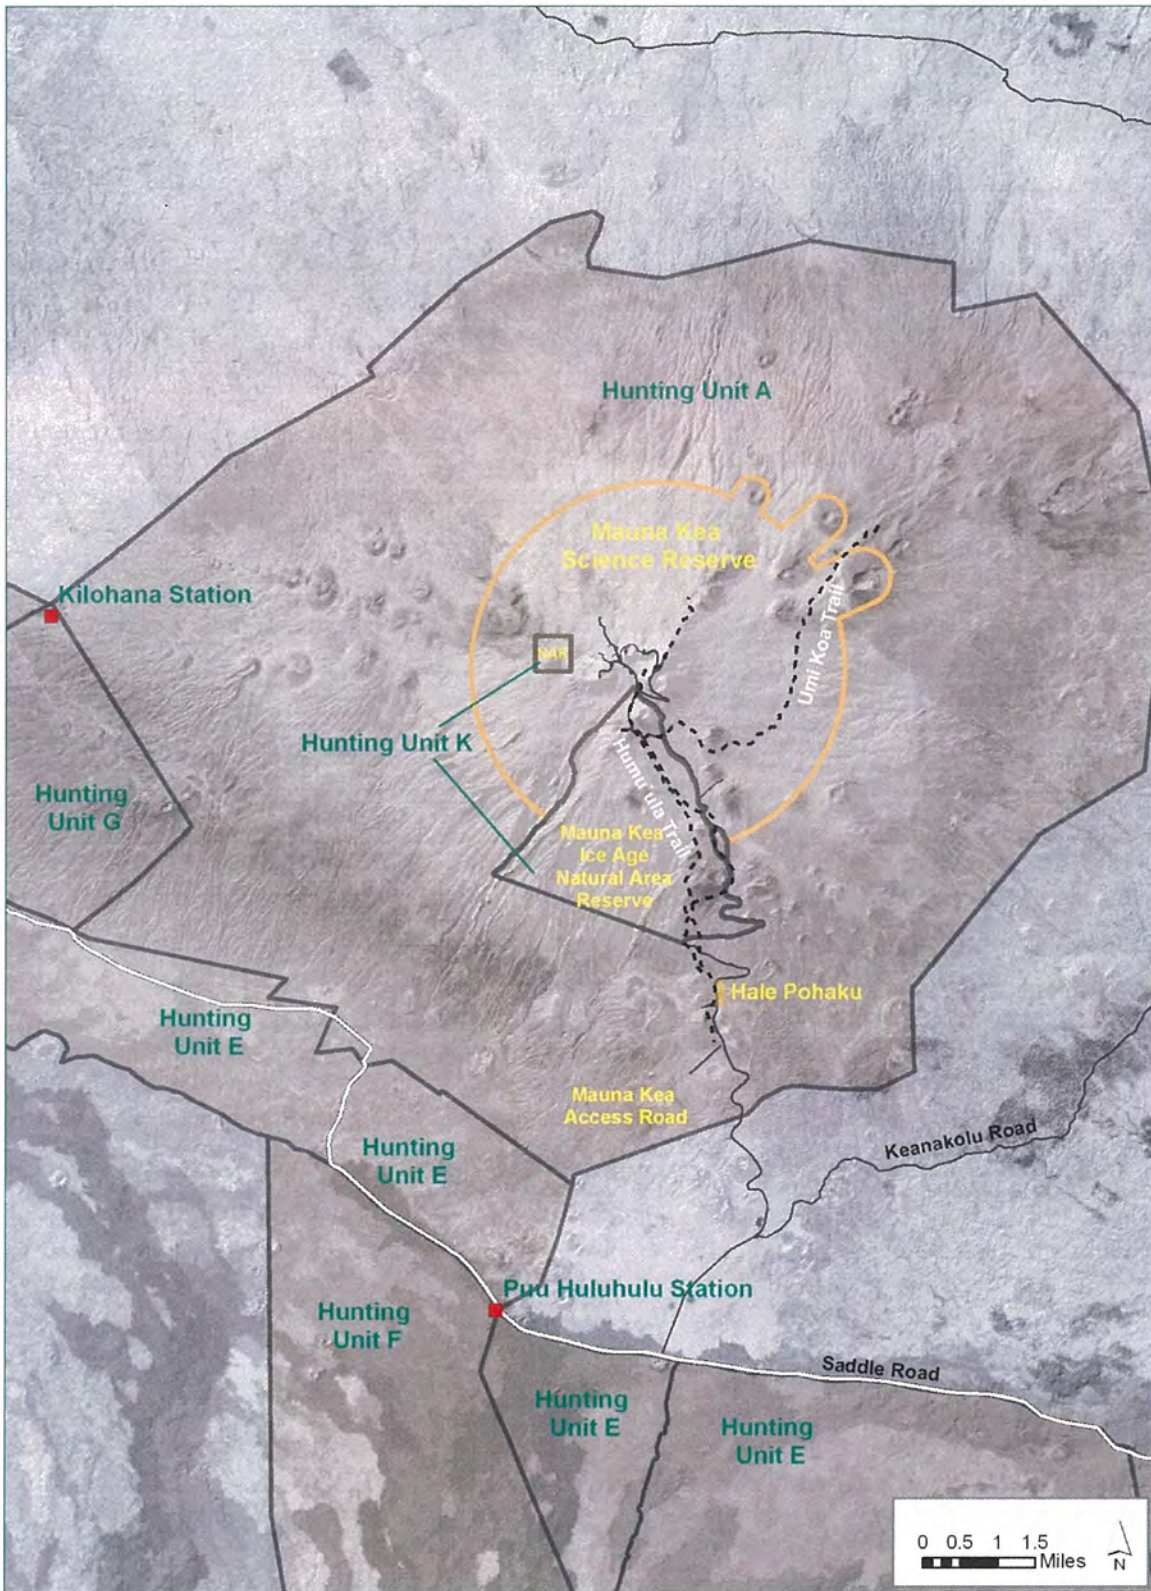 Hunting Unit A
Mauna Kea
Science Reserve
Kilohana Station
Umi Koa Trail
NAR
Hunting Unit K
Humu'ula Trail
Hunting
Unit G
Mauna Kea
Ice Age
Natural Area
Reserve
Hale Pohaku
Hunting
Unit E
Mauna Kea
Access Road
Hunting
Unit E
Keanakolu Road
Puu Huluhulu Station
Hunting
Unit F
Saddle Road
Hunting
Unit E
Hunting
Unit E
0 0.5 1 1.5
Miles
N